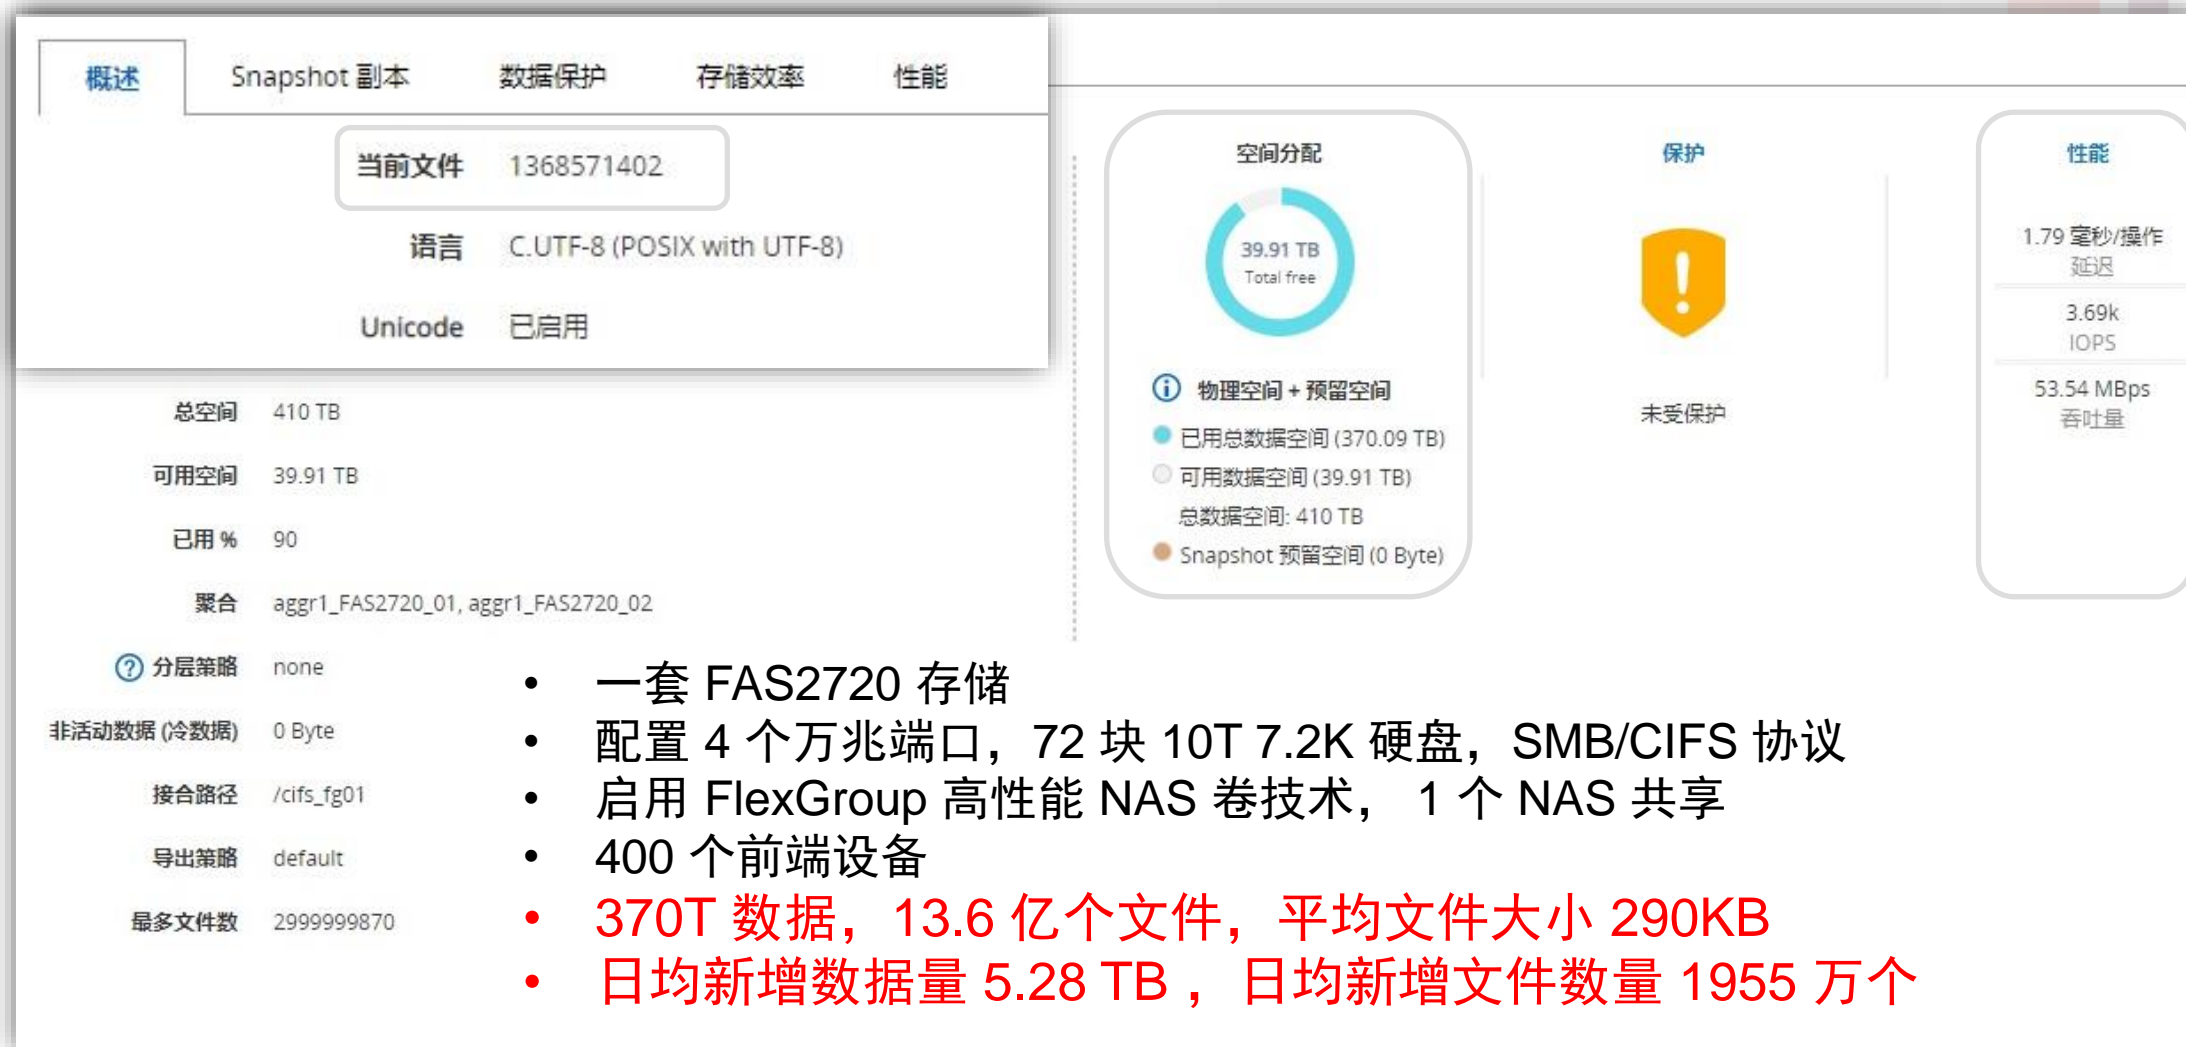 概述 Snapshot 副本 数据保护 存储效率 性能
当前文件 1368571402
语言 C.UTF-8 (POSIX with UTF-8)
Unicode 已启用
总空间 410 TB
可用空间 39.91 TB
已用 % 90
聚合 aggr1_FAS2720_01, aggr1_FAS2720_02
分层策略 none
非活动数据 (冷数据) 0 Byte
接合路径 /cifs_fg01
导出策略 default
最多文件数 2999999870
空间分配
39.91 TB
Total free
物理空间 + 预留空间
已用总数据空间 (370.09 TB)
可用数据空间 (39.91 TB)
总数据空间: 410 TB
Snapshot 预留空间 (0 Byte)
保护
未受保护
性能
1.79 毫秒/操作
延迟
3.69k
IOPS
53.54 MBps
吞吐量
• 一套 FAS2720 存储
• 配置 4 个万兆端口，72 块 10T 7.2K 硬盘，SMB/CIFS 协议
• 启用 FlexGroup 高性能 NAS 卷技术， 1 个 NAS 共享
• 400 个前端设备
• 370T 数据，13.6 亿个文件，平均文件大小 290KB
• 日均新增数据量 5.28 TB ，日均新增文件数量 1955 万个